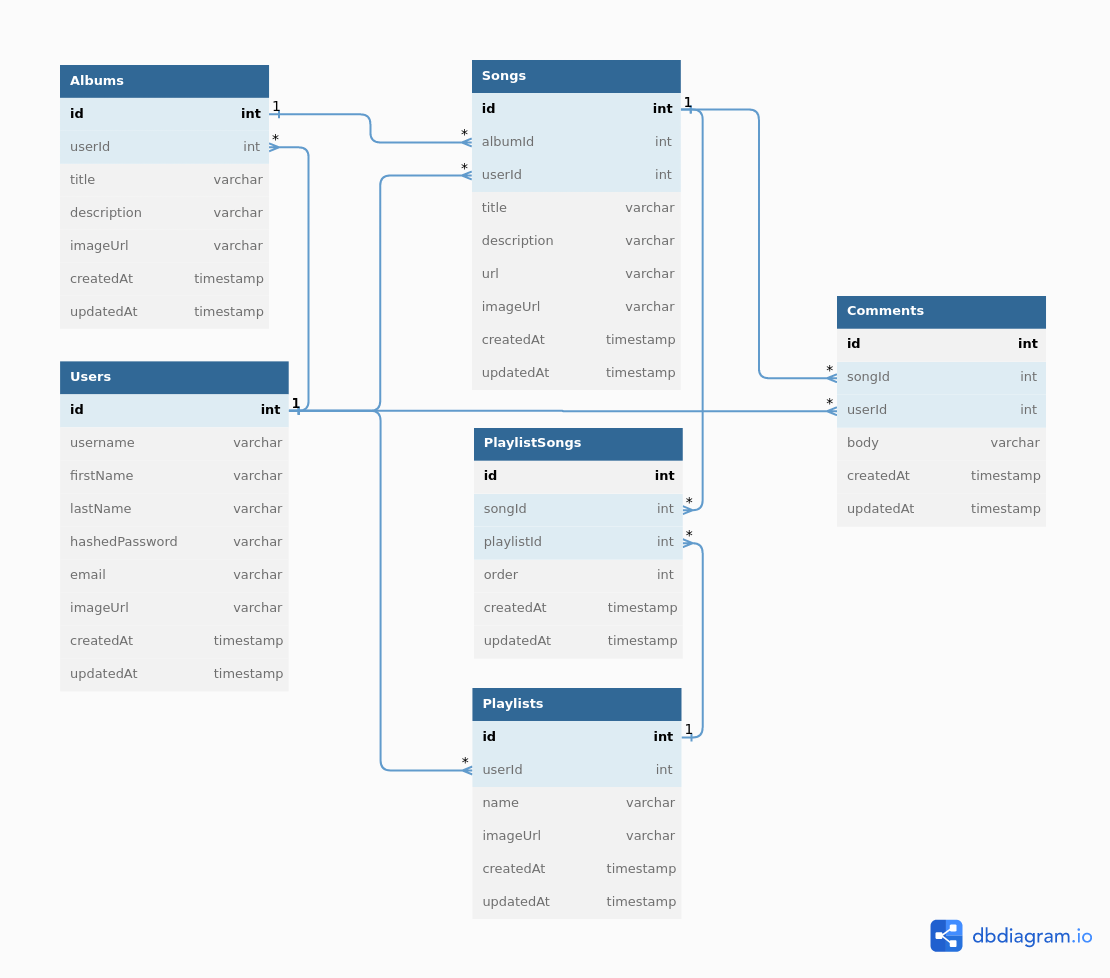 Albums
1
id int
*
userId int
title varchar
description varchar
imageUrl varchar
createdAt timestamp
updatedAt timestamp
Users
1
id int
username varchar
firstName varchar
lastName varchar
hashedPassword varchar
email varchar
imageUrl varchar
createdAt timestamp
updatedAt timestamp
Songs
1
id int
*
albumId int
*
userId int
title varchar
description varchar
url varchar
imageUrl varchar
createdAt timestamp
updatedAt timestamp
PlaylistSongs
id int
*
songId int
*
playlistId int
order int
createdAt timestamp
updatedAt timestamp
Playlists
1
id int
*
userId int
name varchar
imageUrl varchar
createdAt timestamp
updatedAt timestamp
Comments
id int
*
songId int
*
userId int
body varchar
createdAt timestamp
updatedAt timestamp
dbdiagram.io